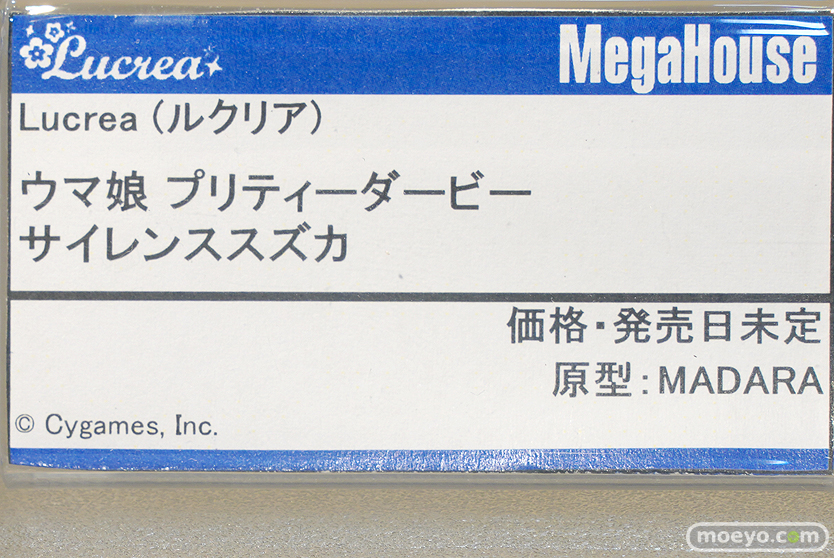 Lucrea
MegaHouse
Lucrea (ルクリア)
ウマ娘 プリティーダービー
サイレンススズカ
価格・発売日未定
原型：MADARA
© Cygames, Inc.
moeyo.com